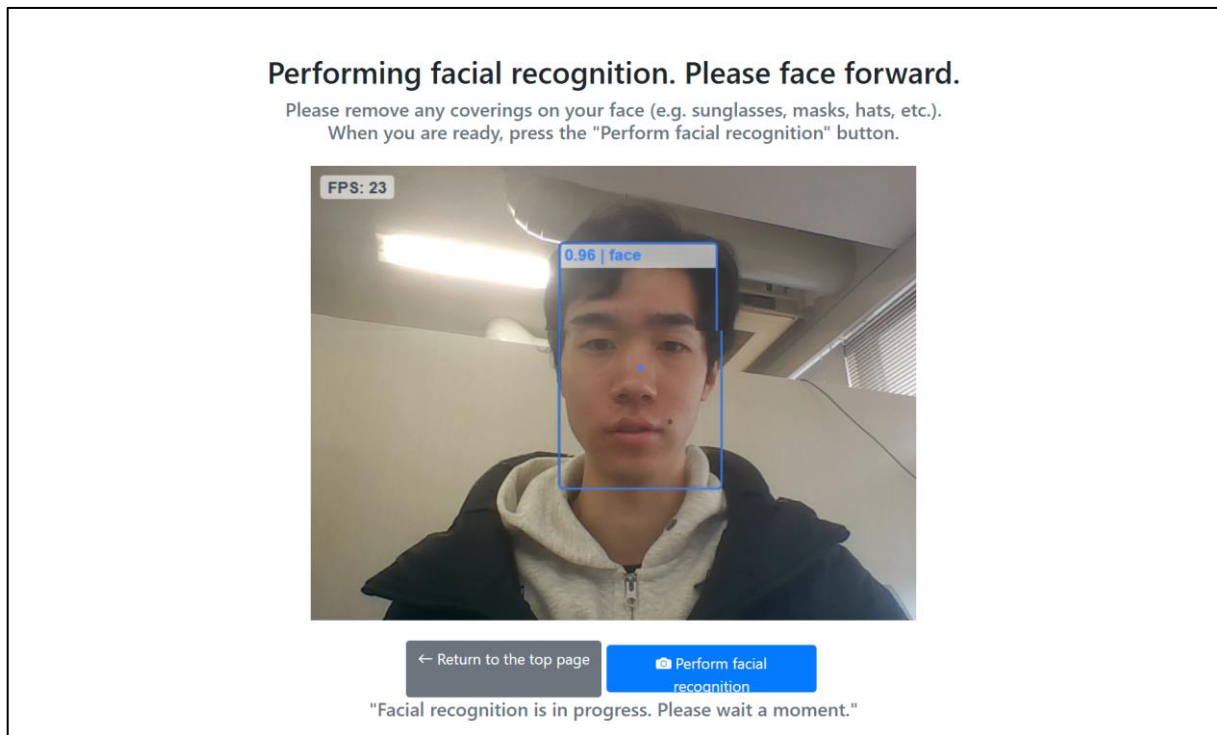 Performing facial recognition. Please face forward.
Please remove any coverings on your face (e.g. sunglasses, masks, hats, etc.).
When you are ready, press the "Perform facial recognition" button.
FPS: 23
0.96 | face
← Return to the top page
Perform facial
recognition
"Facial recognition is in progress. Please wait a moment."